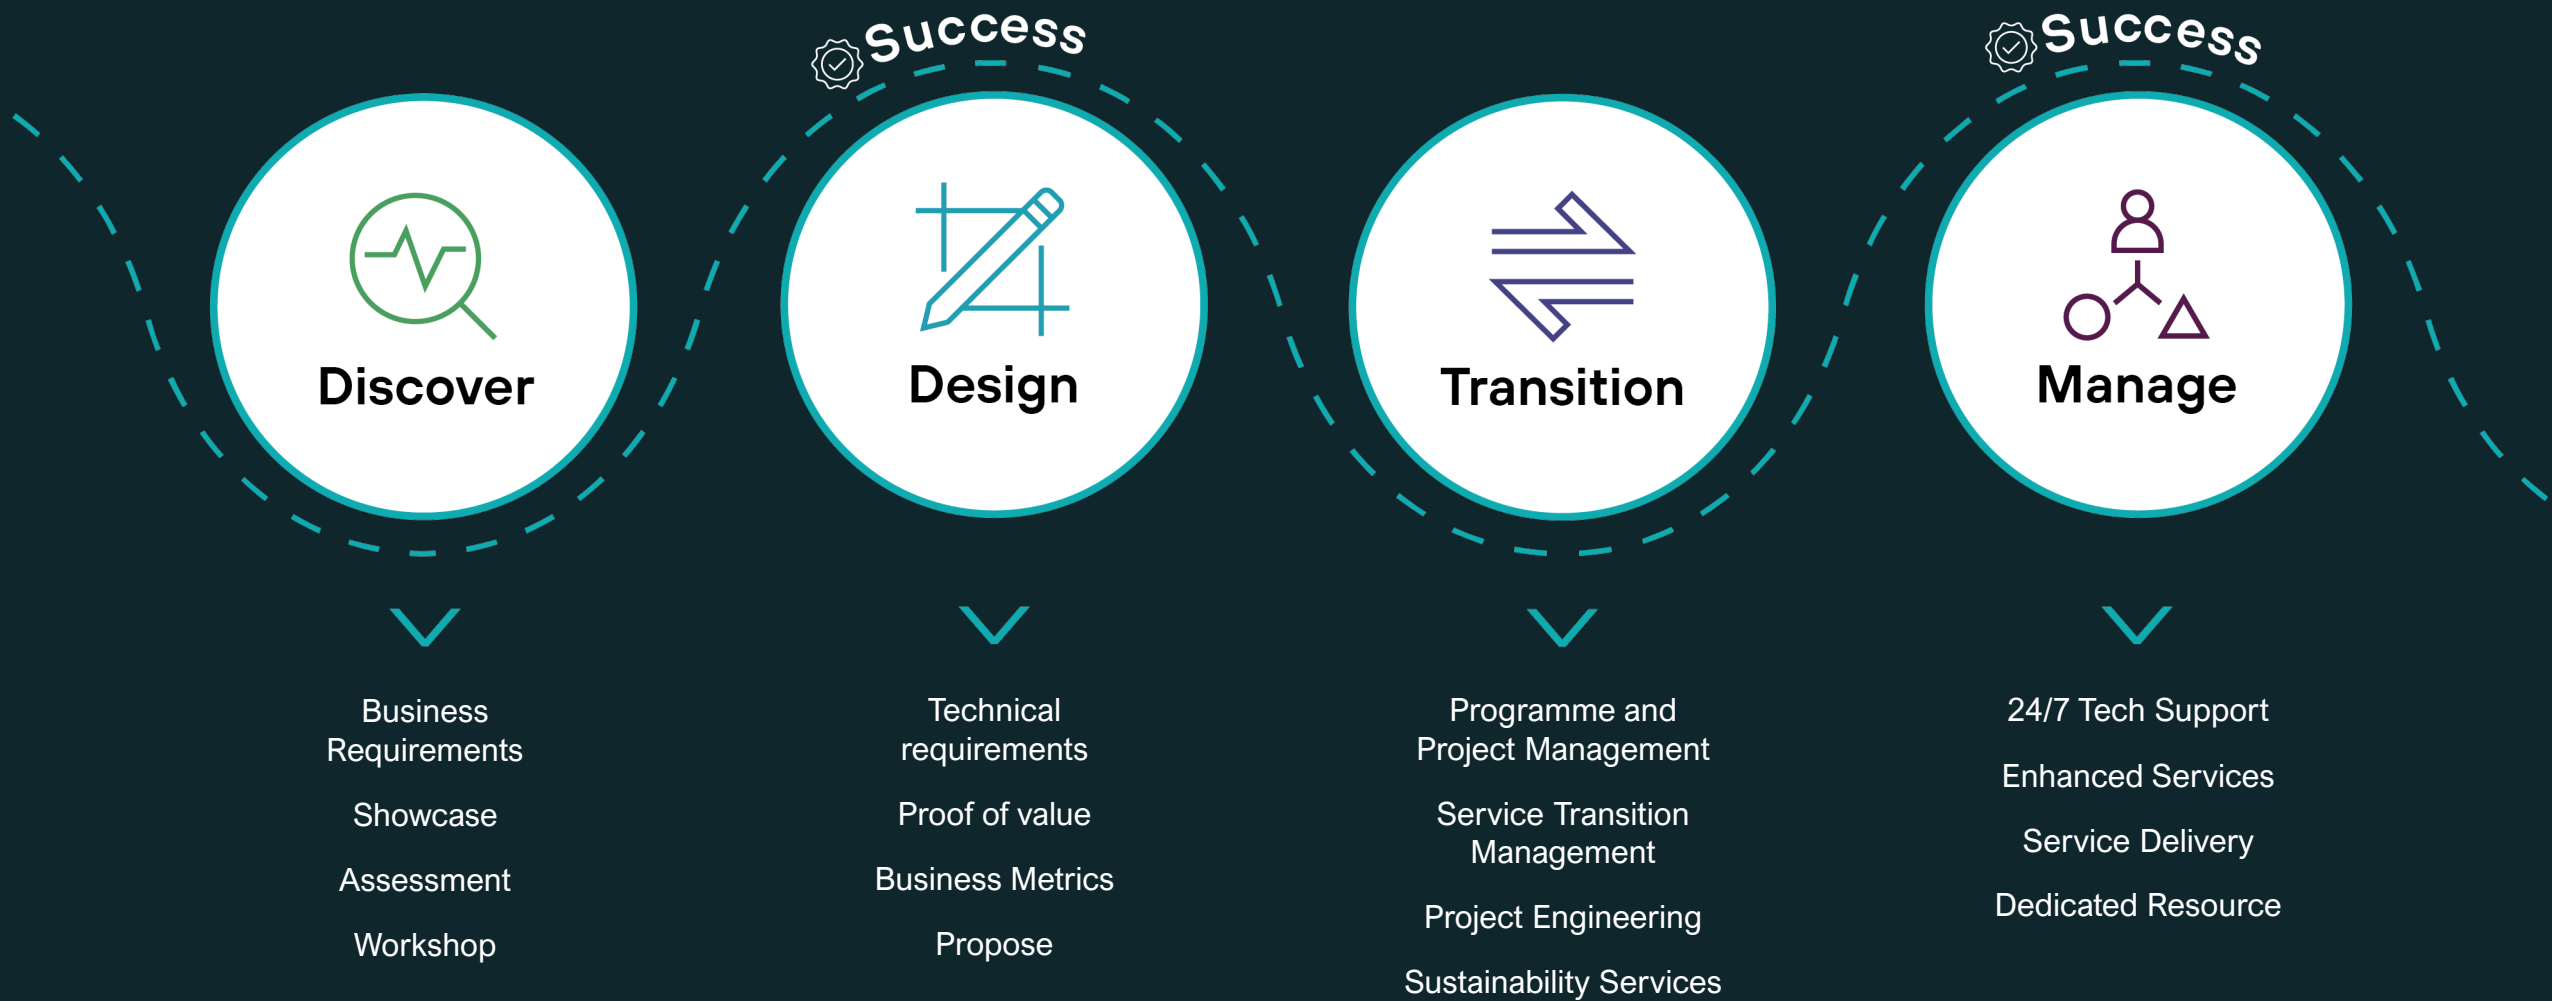 Success
Success
Discover
Design
Transition
Manage
Business
Requirements
Showcase
Assessment
Workshop
Technical
requirements
Proof of value
Business Metrics
Propose
Programme and
Project Management
Service Transition
Management
Project Engineering
Sustainability Services
24/7 Tech Support
Enhanced Services
Service Delivery
Dedicated Resource